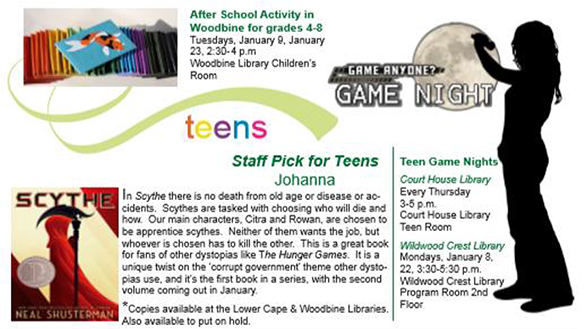 After School Activity in
Woodbine for grades 4-8
Tuesdays, January 9, January
23, 2:30-4 p.m
Woodbine Library Children's
Room
GAME ANYONE?
GAME NIGHT
teens
Staff Pick for Teens
Johanna
SCYTHE
NEAL SHUSTERMAN
In Scythe there is no death from old age or disease or ac-
cidents. Scythes are tasked with choosing who will die and
how. Our main characters, Citra and Rowan, are chosen to
be apprentice scythes. Neither of them wants the job, but
whoever is chosen has to kill the other. This is a great book
for fans of other dystopias like The Hunger Games. It is a
unique twist on the 'corrupt government' theme other dysto-
pias use, and it's the first book in a series, with the second
volume coming out in January.
*Copies available at the Lower Cape & Woodbine Libraries.
Also available to put on hold.
Teen Game Nights
Court House Library
Every Thursday
3-5 p.m.
Court House Library
Teen Room
Wildwood Crest Library
Mondays, January 8,
22, 3:30-5:30 p.m.
Wildwood Crest Library
Program Room 2nd
Floor